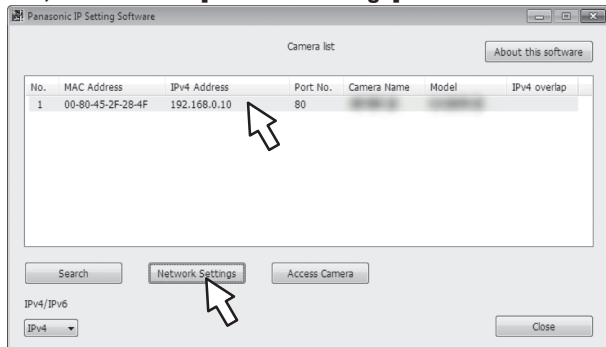 Panasonic IP Setting Software
Camera list
About this software
No. MAC Address IPv4 Address Port No. Camera Name Model IPv4 overlap
1 00-80-45-2F-28-4F 192.168.0.10 80
Search Network Settings Access Camera
IPv4/IPv6
IPv4 Close